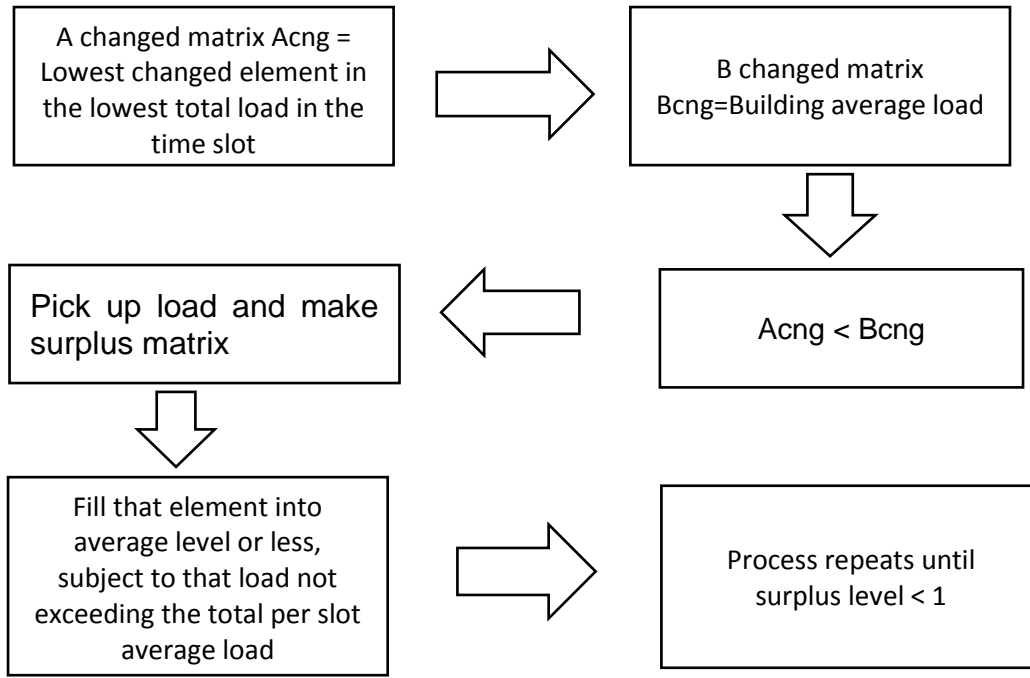 A changed matrix Acng =
Lowest changed element in
the lowest total load in the
time slot
B changed matrix
Bcng=Building average load
Acng < Bcng
Pick up load and make
surplus matrix
Fill that element into
average level or less,
subject to that load not
exceeding the total per slot
average load
Process repeats until
surplus level < 1